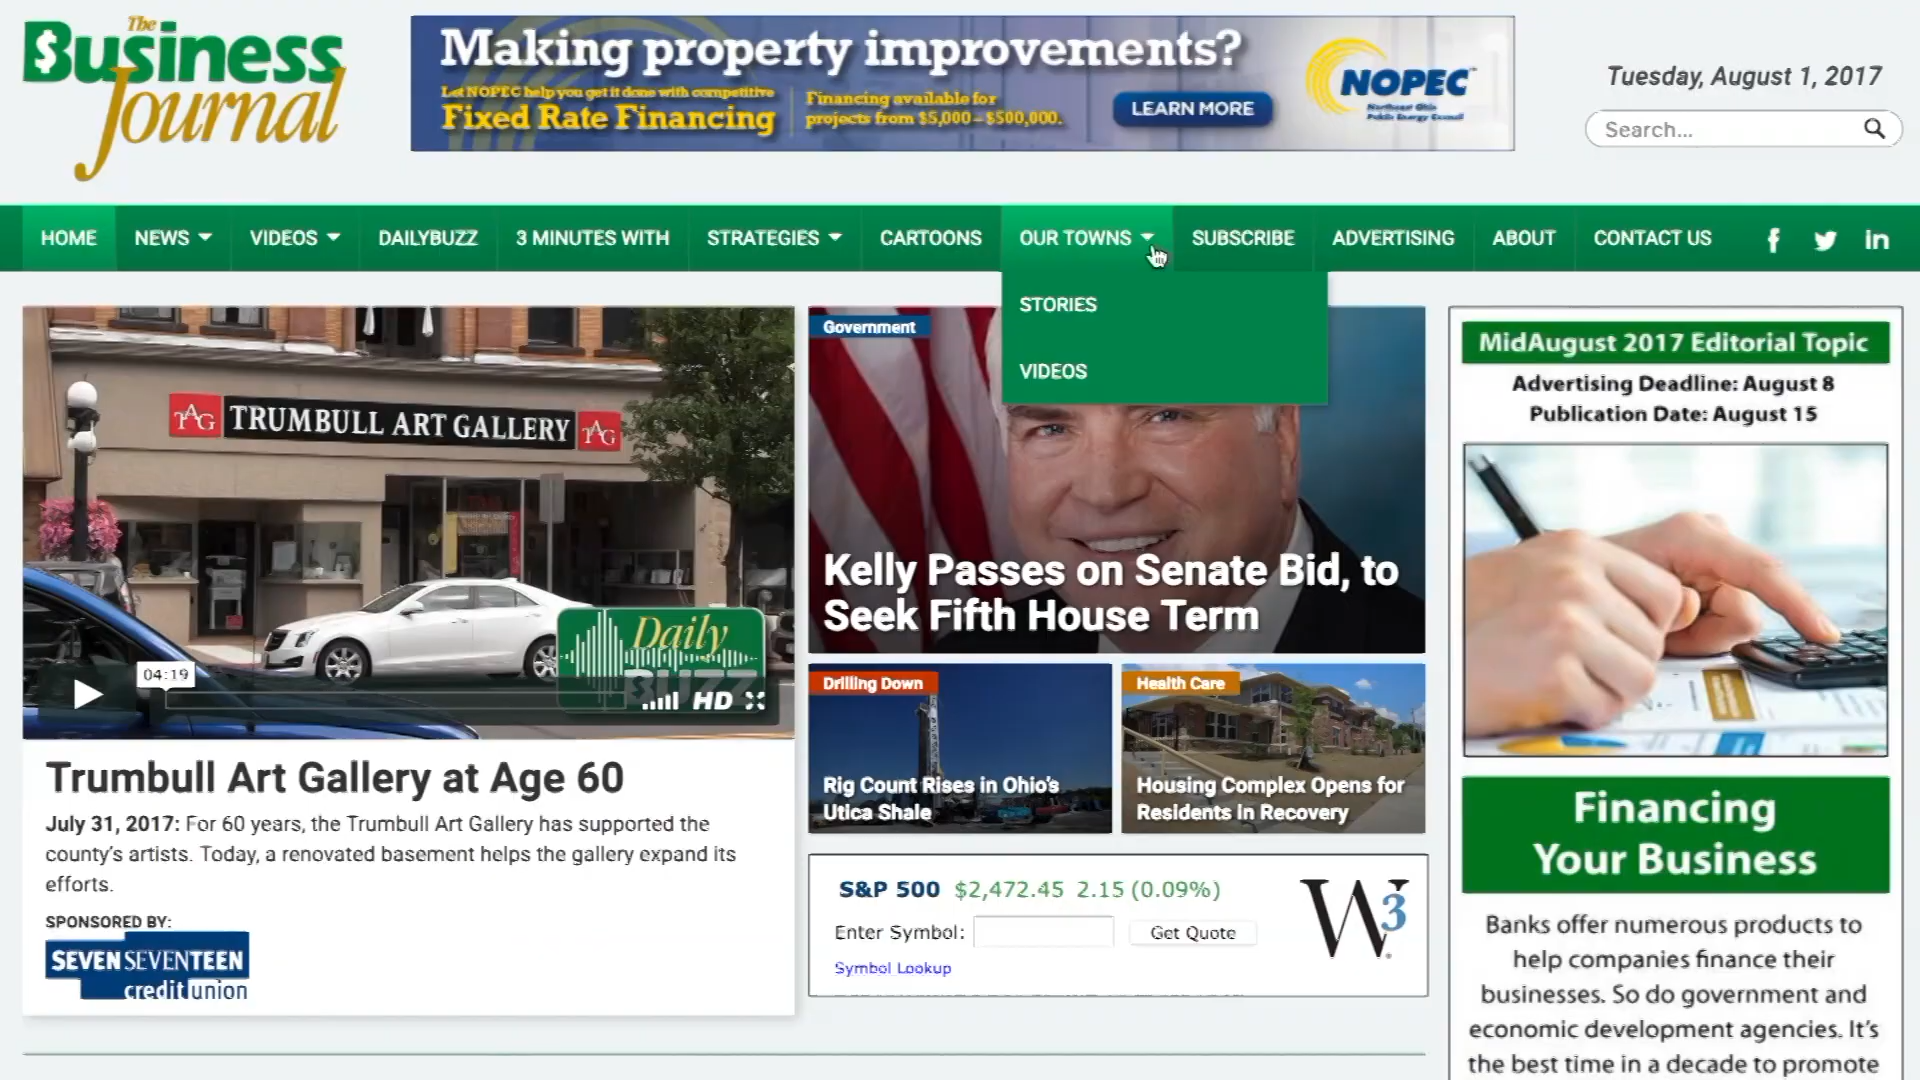 The
Business
Journal
Making property improvements?
Let NOPEC help you get it done with competitive
Fixed Rate Financing
Financing available for
projects from $5,000 - $500,000.
LEARN MORE
NOPEC
Northeast Ohio
Public Energy Council
Tuesday, August 1, 2017
Search...
HOME
NEWS
VIDEOS
DAILYBUZZ
3 MINUTES WITH
STRATEGIES
CARTOONS
OUR TOWNS
SUBSCRIBE
ADVERTISING
ABOUT
CONTACT US
STORIES
VIDEOS
TAG TRUMBULL ART GALLERY TAG
Daily
BUZZ
04:19
HD
Trumbull Art Gallery at Age 60
July 31, 2017: For 60 years, the Trumbull Art Gallery has supported the
county's artists. Today, a renovated basement helps the gallery expand its
efforts.
SPONSORED BY:
SEVEN SEVENTEEN
credit union
Government
Kelly Passes on Senate Bid, to
Seek Fifth House Term
Drilling Down
Rig Count Rises in Ohio's
Utica Shale
Health Care
Housing Complex Opens for
Residents in Recovery
S&P 500 $2,472.45 2.15 (0.09%)
Enter Symbol:
Get Quote
Symbol Lookup
W3
MidAugust 2017 Editorial Topic
Advertising Deadline: August 8
Publication Date: August 15
Financing
Your Business
Banks offer numerous products to
help companies finance their
businesses. So do government and
economic development agencies. It's
the best time in a decade to promote